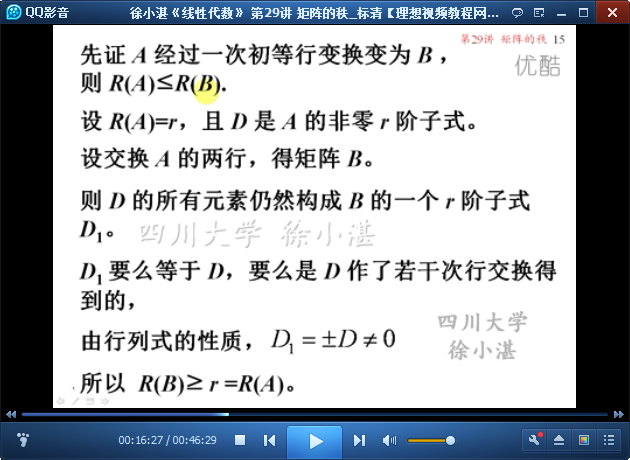 QQ影音
徐小湛《线性代数》 第29讲 矩阵的秩_标清【理想视频教程网...
第29讲 矩阵的秩 15
优酷
先证 A 经过一次初等行变换变为 B，
则 R(A)≤R(B).
设 R(A)=r，且 D 是 A 的非零 r 阶子式。
设交换 A 的两行，得矩阵 B。
则 D 的所有元素仍然构成 B 的一个 r 阶子式
D₁。
四川大学 徐小湛
D₁ 要么等于 D，要么是 D 作了若干次行交换得
到的，
四川大学
徐小湛
由行列式的性质，D₁ = ±D ≠ 0
所以 R(B)≥ r =R(A)。
00:16:27 / 00:46:29